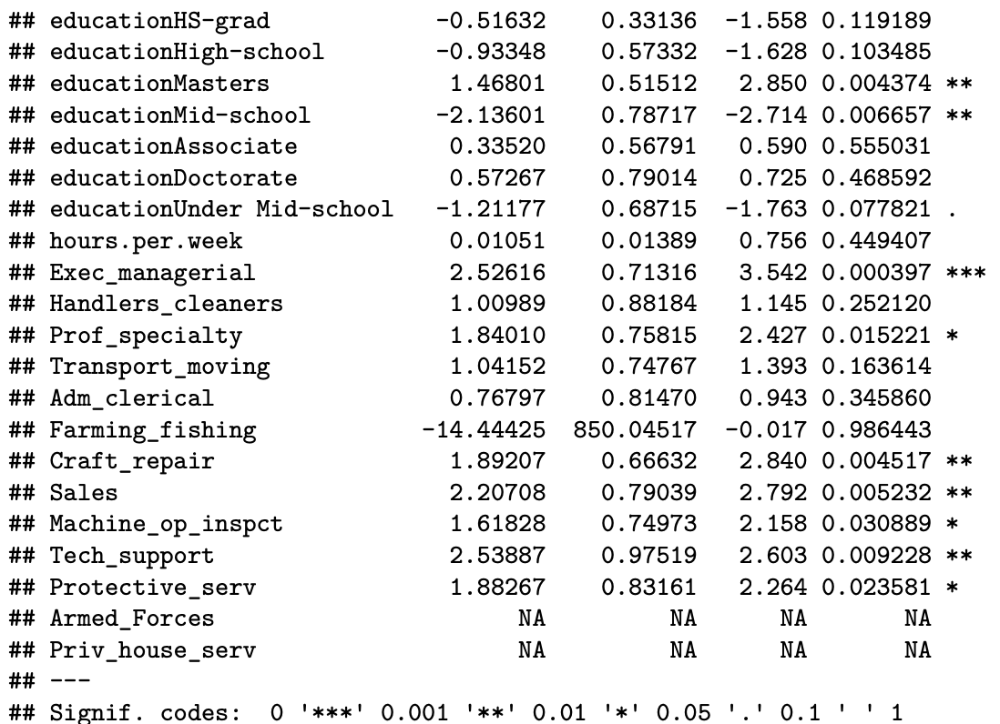 ## educationHS-grad -0.51632 0.33136 -1.558 0.119189
## educationHigh-school -0.93348 0.57332 -1.628 0.103485
## educationMasters 1.46801 0.51512 2.850 0.004374 **
## educationMid-school -2.13601 0.78717 -2.714 0.006657 **
## educationAssociate 0.33520 0.56791 0.590 0.555031
## educationDoctorate 0.57267 0.79014 0.725 0.468592
## educationUnder Mid-school -1.21177 0.68715 -1.763 0.077821 .
## hours.per.week 0.01051 0.01389 0.756 0.449407
## Exec_managerial 2.52616 0.71316 3.542 0.000397 ***
## Handlers_cleaners 1.00989 0.88184 1.145 0.252120
## Prof_specialty 1.84010 0.75815 2.427 0.015221 *
## Transport_moving 1.04152 0.74767 1.393 0.163614
## Adm_clerical 0.76797 0.81470 0.943 0.345860
## Farming_fishing -14.44425 850.04517 -0.017 0.986443
## Craft_repair 1.89207 0.66632 2.840 0.004517 **
## Sales 2.20708 0.79039 2.792 0.005232 **
## Machine_op_inspct 1.61828 0.74973 2.158 0.030889 *
## Tech_support 2.53887 0.97519 2.603 0.009228 **
## Protective_serv 1.88267 0.83161 2.264 0.023581 *
## Armed_Forces NA NA NA NA
## Priv_house_serv NA NA NA NA
## ---
## Signif. codes: 0 '***' 0.001 '**' 0.01 '*' 0.05 '.' 0.1 ' ' 1